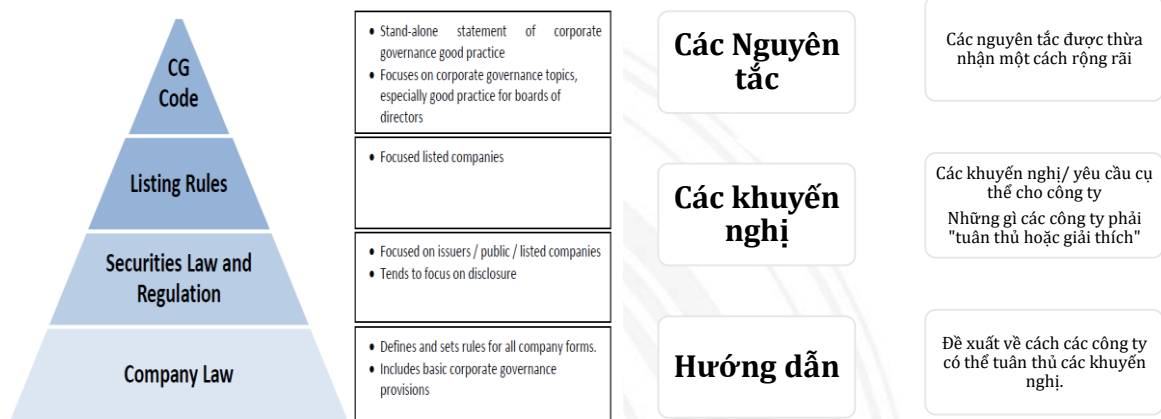 CG
Code
Listing Rules
Securities Law and
Regulation
Company Law
• Stand-alone statement of corporate
governance good practice
• Focuses on corporate governance topics,
especially good practice for boards of
directors
• Focused listed companies
• Focused on issuers / public / listed companies
• Tends to focus on disclosure
• Defines and sets rules for all company forms.
• Includes basic corporate governance
provisions
Các Nguyên
tắc
Các nguyên tắc được thừa
nhận một cách rộng rãi
Các khuyến
nghị
Các khuyến nghị/ yêu cầu cụ
thể cho công ty
Những gì các công ty phải
"tuân thủ hoặc giải thích"
Hướng dẫn
Đề xuất về cách các công ty
có thể tuân thủ các khuyến
nghị.